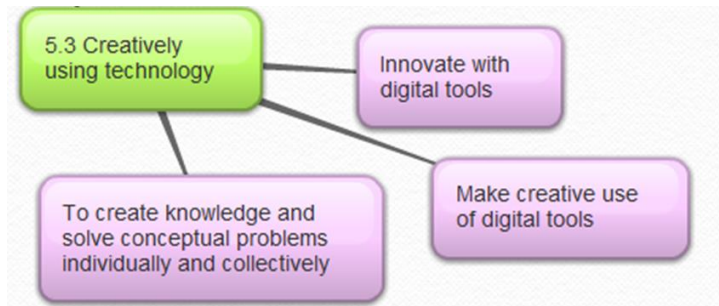 5.3 Creatively
using technology
Innovate with
digital tools
Make creative use
of digital tools
To create knowledge and
solve conceptual problems
individually and collectively